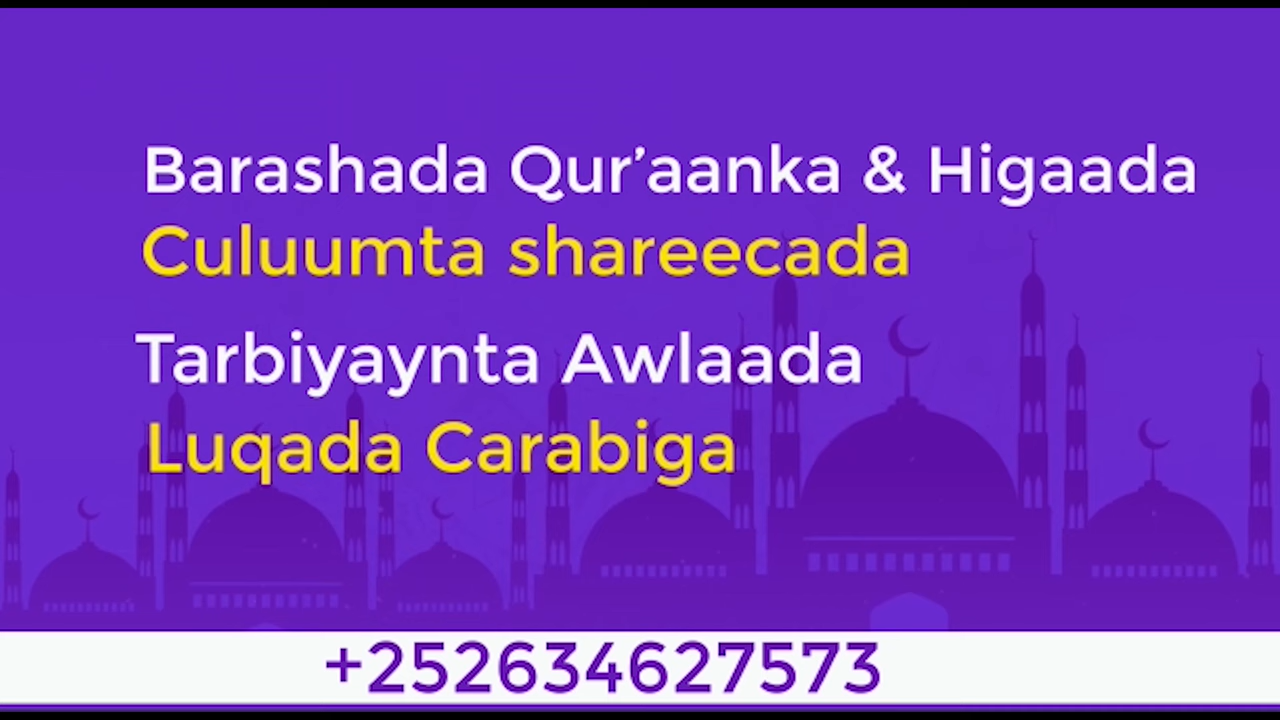 Barashada Qur’aanka & Higaada
Culuumta shareecada
Tarbiyaynta Awlaada
Luqada Carabiga
+252634627573